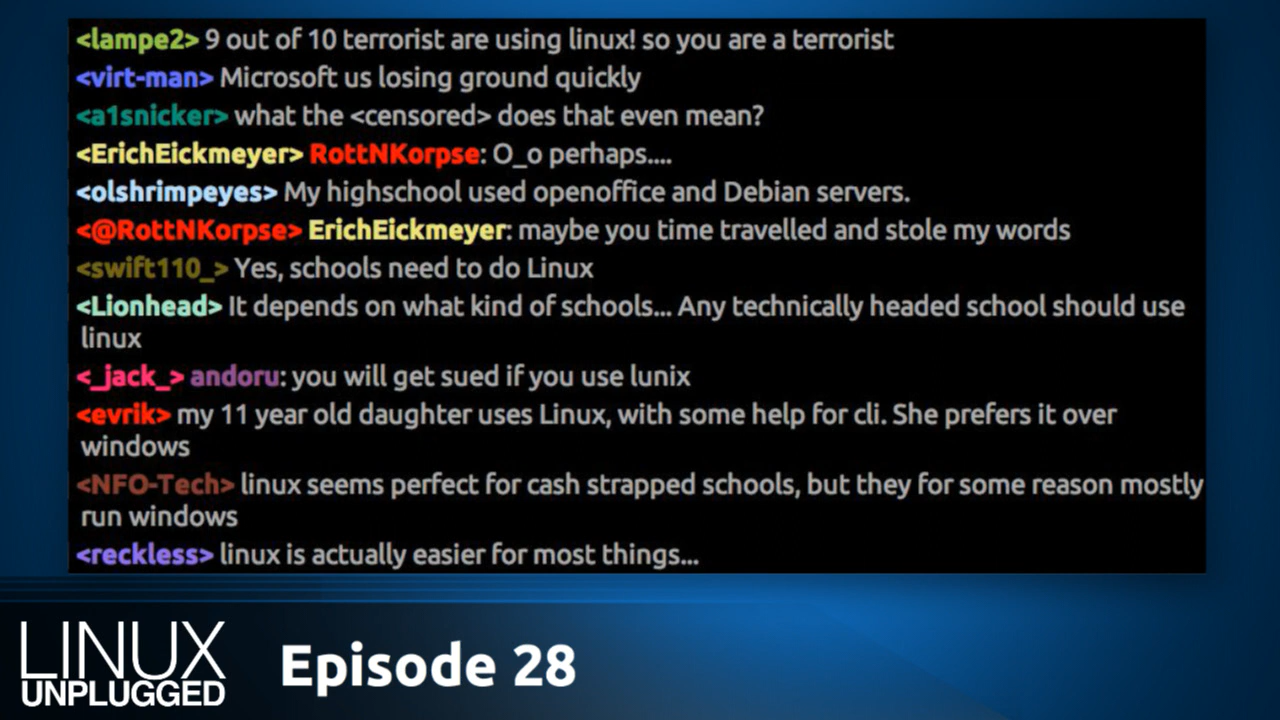 <lampe2> 9 out of 10 terrorist are using linux! so you are a terrorist
<virt-man> Microsoft us losing ground quickly
<a1snicker> what the <censored> does that even mean?
<ErichEickmeyer> RottNKorpse: O_o perhaps....
<olshrimpeyes> My highschool used openoffice and Debian servers.
<@RottNKorpse> ErichEickmeyer: maybe you time travelled and stole my words
<swift110_> Yes, schools need to do Linux
<Lionhead> It depends on what kind of schools... Any technically headed school should use
linux
<_jack_> andoru: you will get sued if you use lunix
<evrik> my 11 year old daughter uses Linux, with some help for cli. She prefers it over
windows
<NFO-Tech> linux seems perfect for cash strapped schools, but they for some reason mostly
run windows
<reckless> linux is actually easier for most things...
LINUX
UNPLUGGED
Episode 28